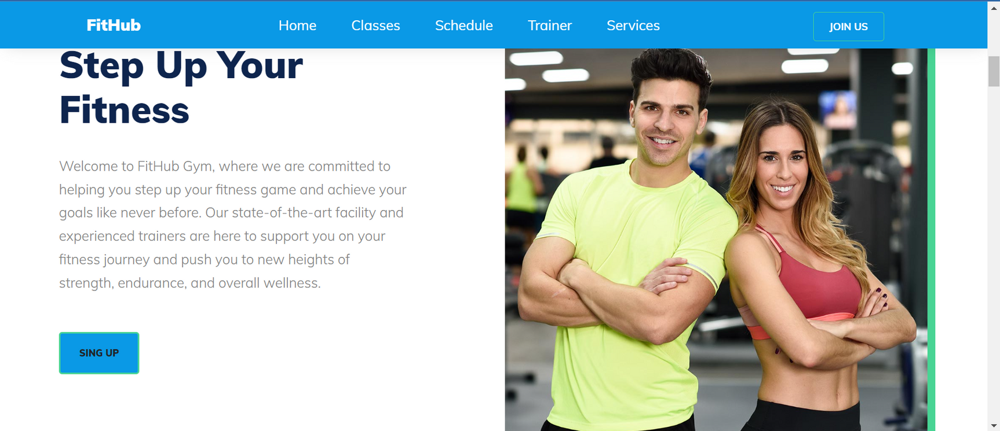 FitHub
Home
Classes
Schedule
Trainer
Services
JOIN US
Step Up Your
Fitness
Welcome to FitHub Gym, where we are committed to
helping you step up your fitness game and achieve your
goals like never before. Our state-of-the-art facility and
experienced trainers are here to support you on your
fitness journey and push you to new heights of
strength, endurance, and overall wellness.
SING UP